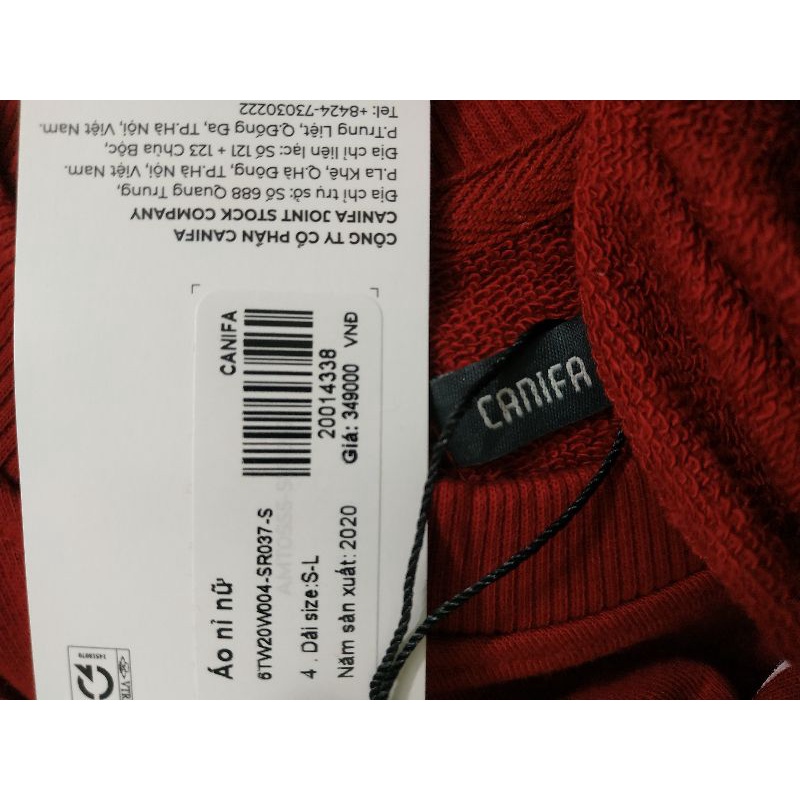 CÔNG TY CỔ PHẦN CANIFA
CANIFA JOINT STOCK COMPANY
Địa chỉ trụ sở: Số 688 Quang Trung,
P.La Khê, Q.Hà Đông, TP.Hà Nội, Việt Nam.
Địa chỉ liên lạc: Số 121 + 123 Chùa Bộc,
P.Trung Liệt, Q.Đống Đa, TP.Hà Nội, Việt Nam.
Tel: +8424-73030222
CANIFA
20014338
Giá: 349000 VNĐ
Áo nỉ nữ
6TW20W004-SR037-S
4 . Dải size:S-L
Năm sản xuất: 2020
CANIFA